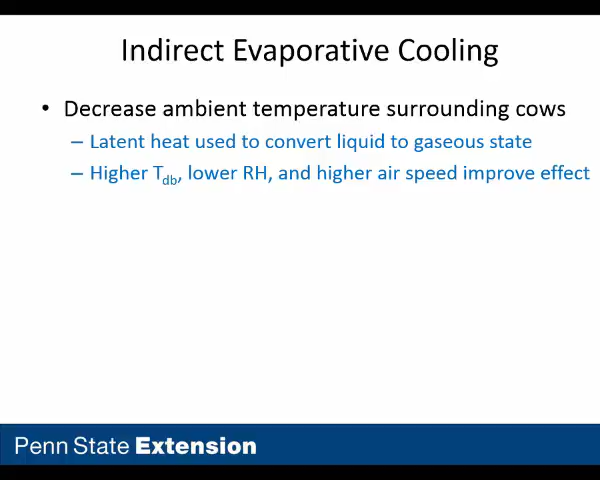 Indirect Evaporative Cooling
• Decrease ambient temperature surrounding cows
– Latent heat used to convert liquid to gaseous state
– Higher Tdb, lower RH, and higher air speed improve effect
Penn State Extension